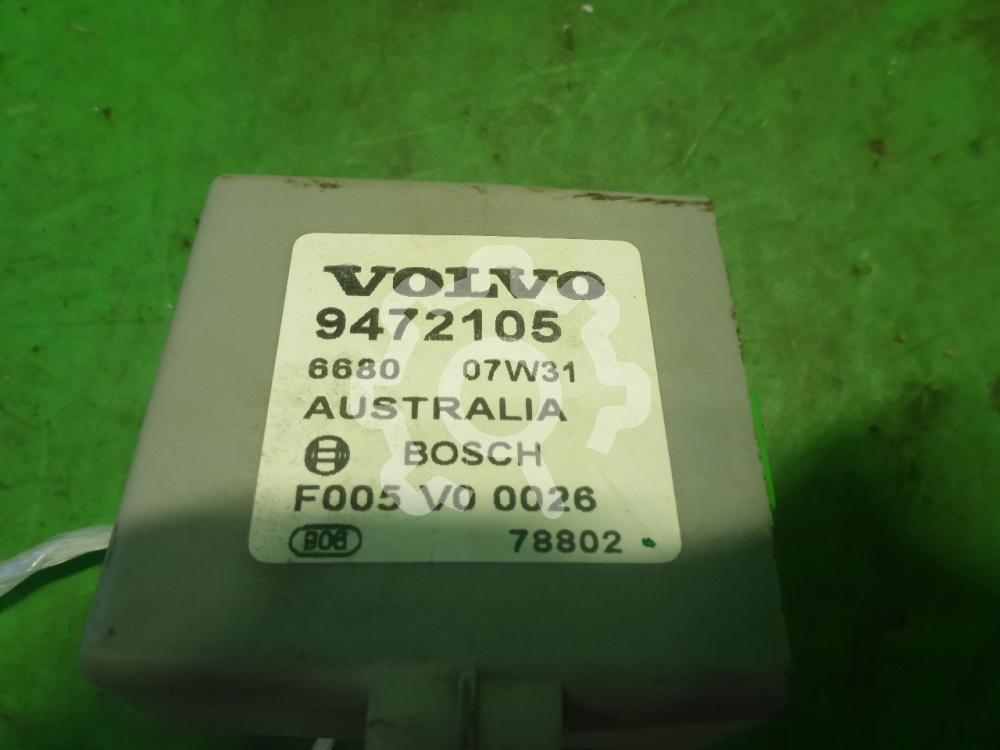 VOLVO
9472105
6680 07W31
AUSTRALIA
BOSCH
F005 V0 0026
B06 78802